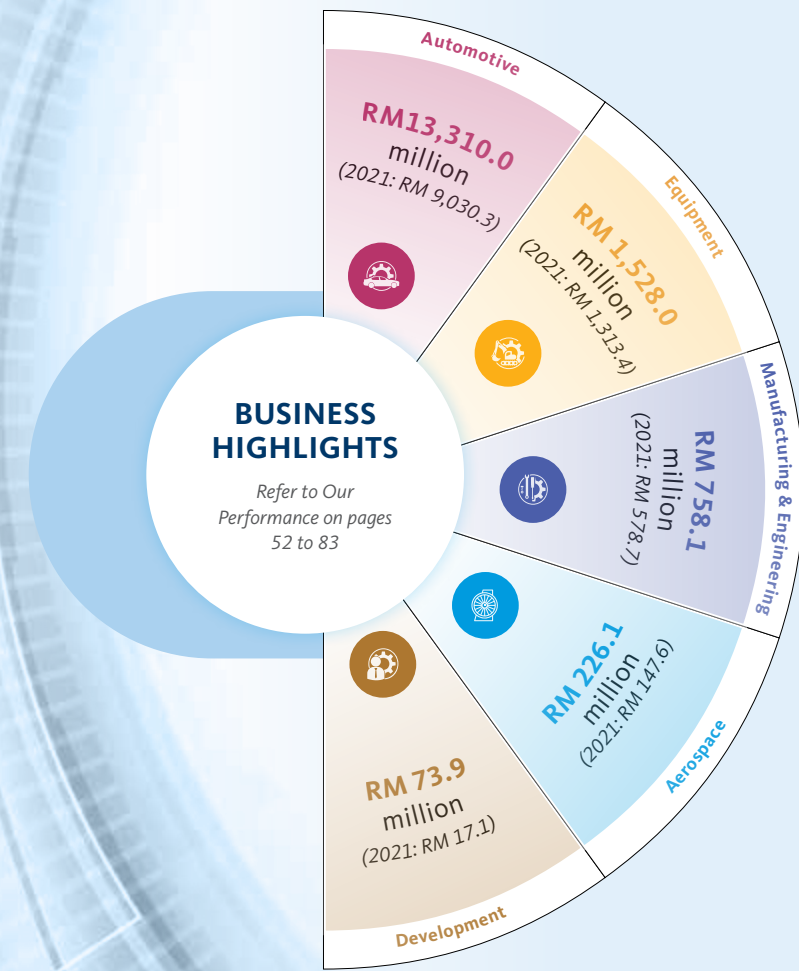 Automotive
RM13,310.0
million
(2021: RM 9,030.3)
Equipment
RM 1,528.0
million
(2021: RM 1,313.4)
Manufacturing & Engineering
RM 758.1
million
(2021: RM 578.7)
BUSINESS
HIGHLIGHTS
Refer to Our
Performance on pages
52 to 83
Aerospace
RM 226.1
million
(2021: RM 147.6)
Development
RM 73.9
million
(2021: RM 17.1)